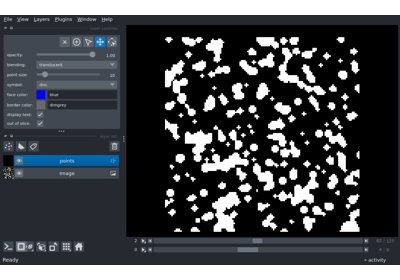 File View Layers Plugins Window Help
opacity: 1.00
blending: translucent
point size: 10
symbol: disc
face color: blue
border color: dimgrey
display text:
out of slice:
points
Image
2
0
Ready
activity